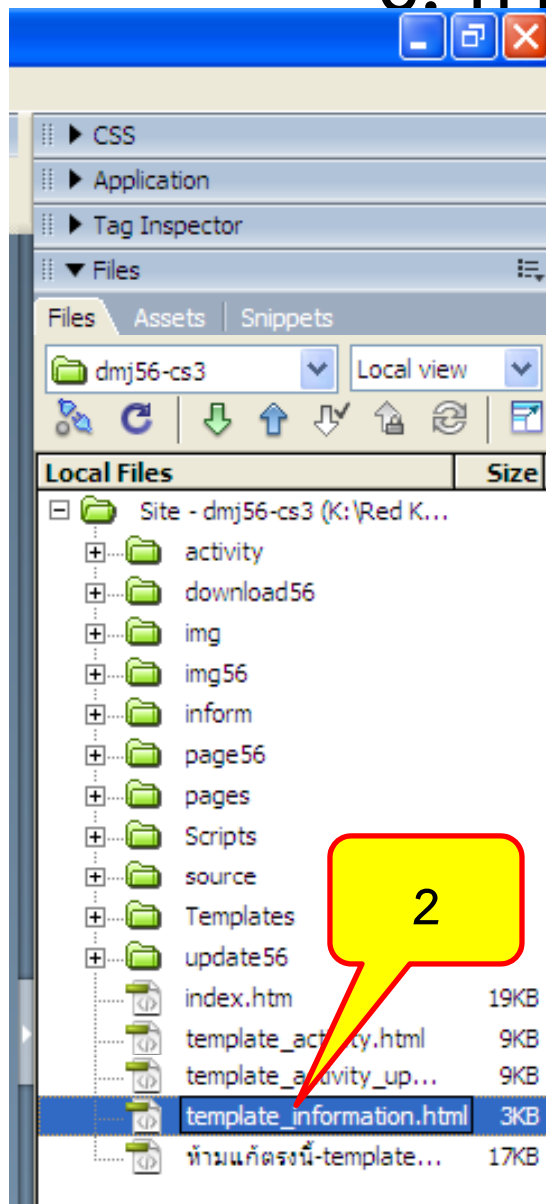 CSS
Application
Tag Inspector
Files
Files Assets Snippets
dmj56-cs3 Local view
Local Files Size
Site - dmj56-cs3 (K:\Red K...
activity
download56
img
img56
inform
page56
pages
Scripts
source
Templates
2
update56
index.htm 19KB
template_activity.html 9KB
template_activity_up... 9KB
template_information.html 3KB
ห้ามแก้ตรงนี้-template... 17KB